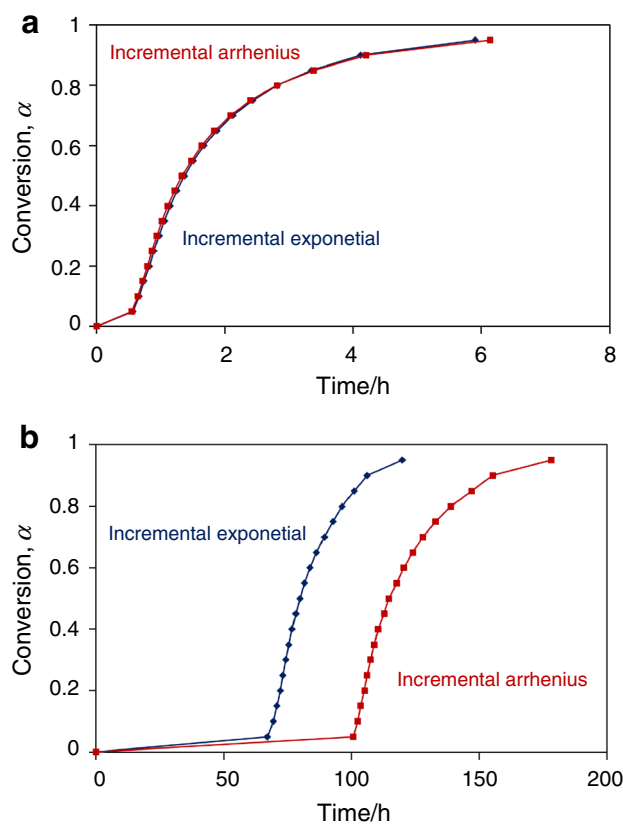 a
1
Incremental arrhenius
0.8
0.6
Conversion, α
0.4
Incremental exponetial
0.2
0
0 2 4 6 8
Time/h
b
1
0.8
Incremental exponetial
0.6
Conversion, α
0.4
Incremental arrhenius
0.2
0
0 50 100 150 200
Time/h